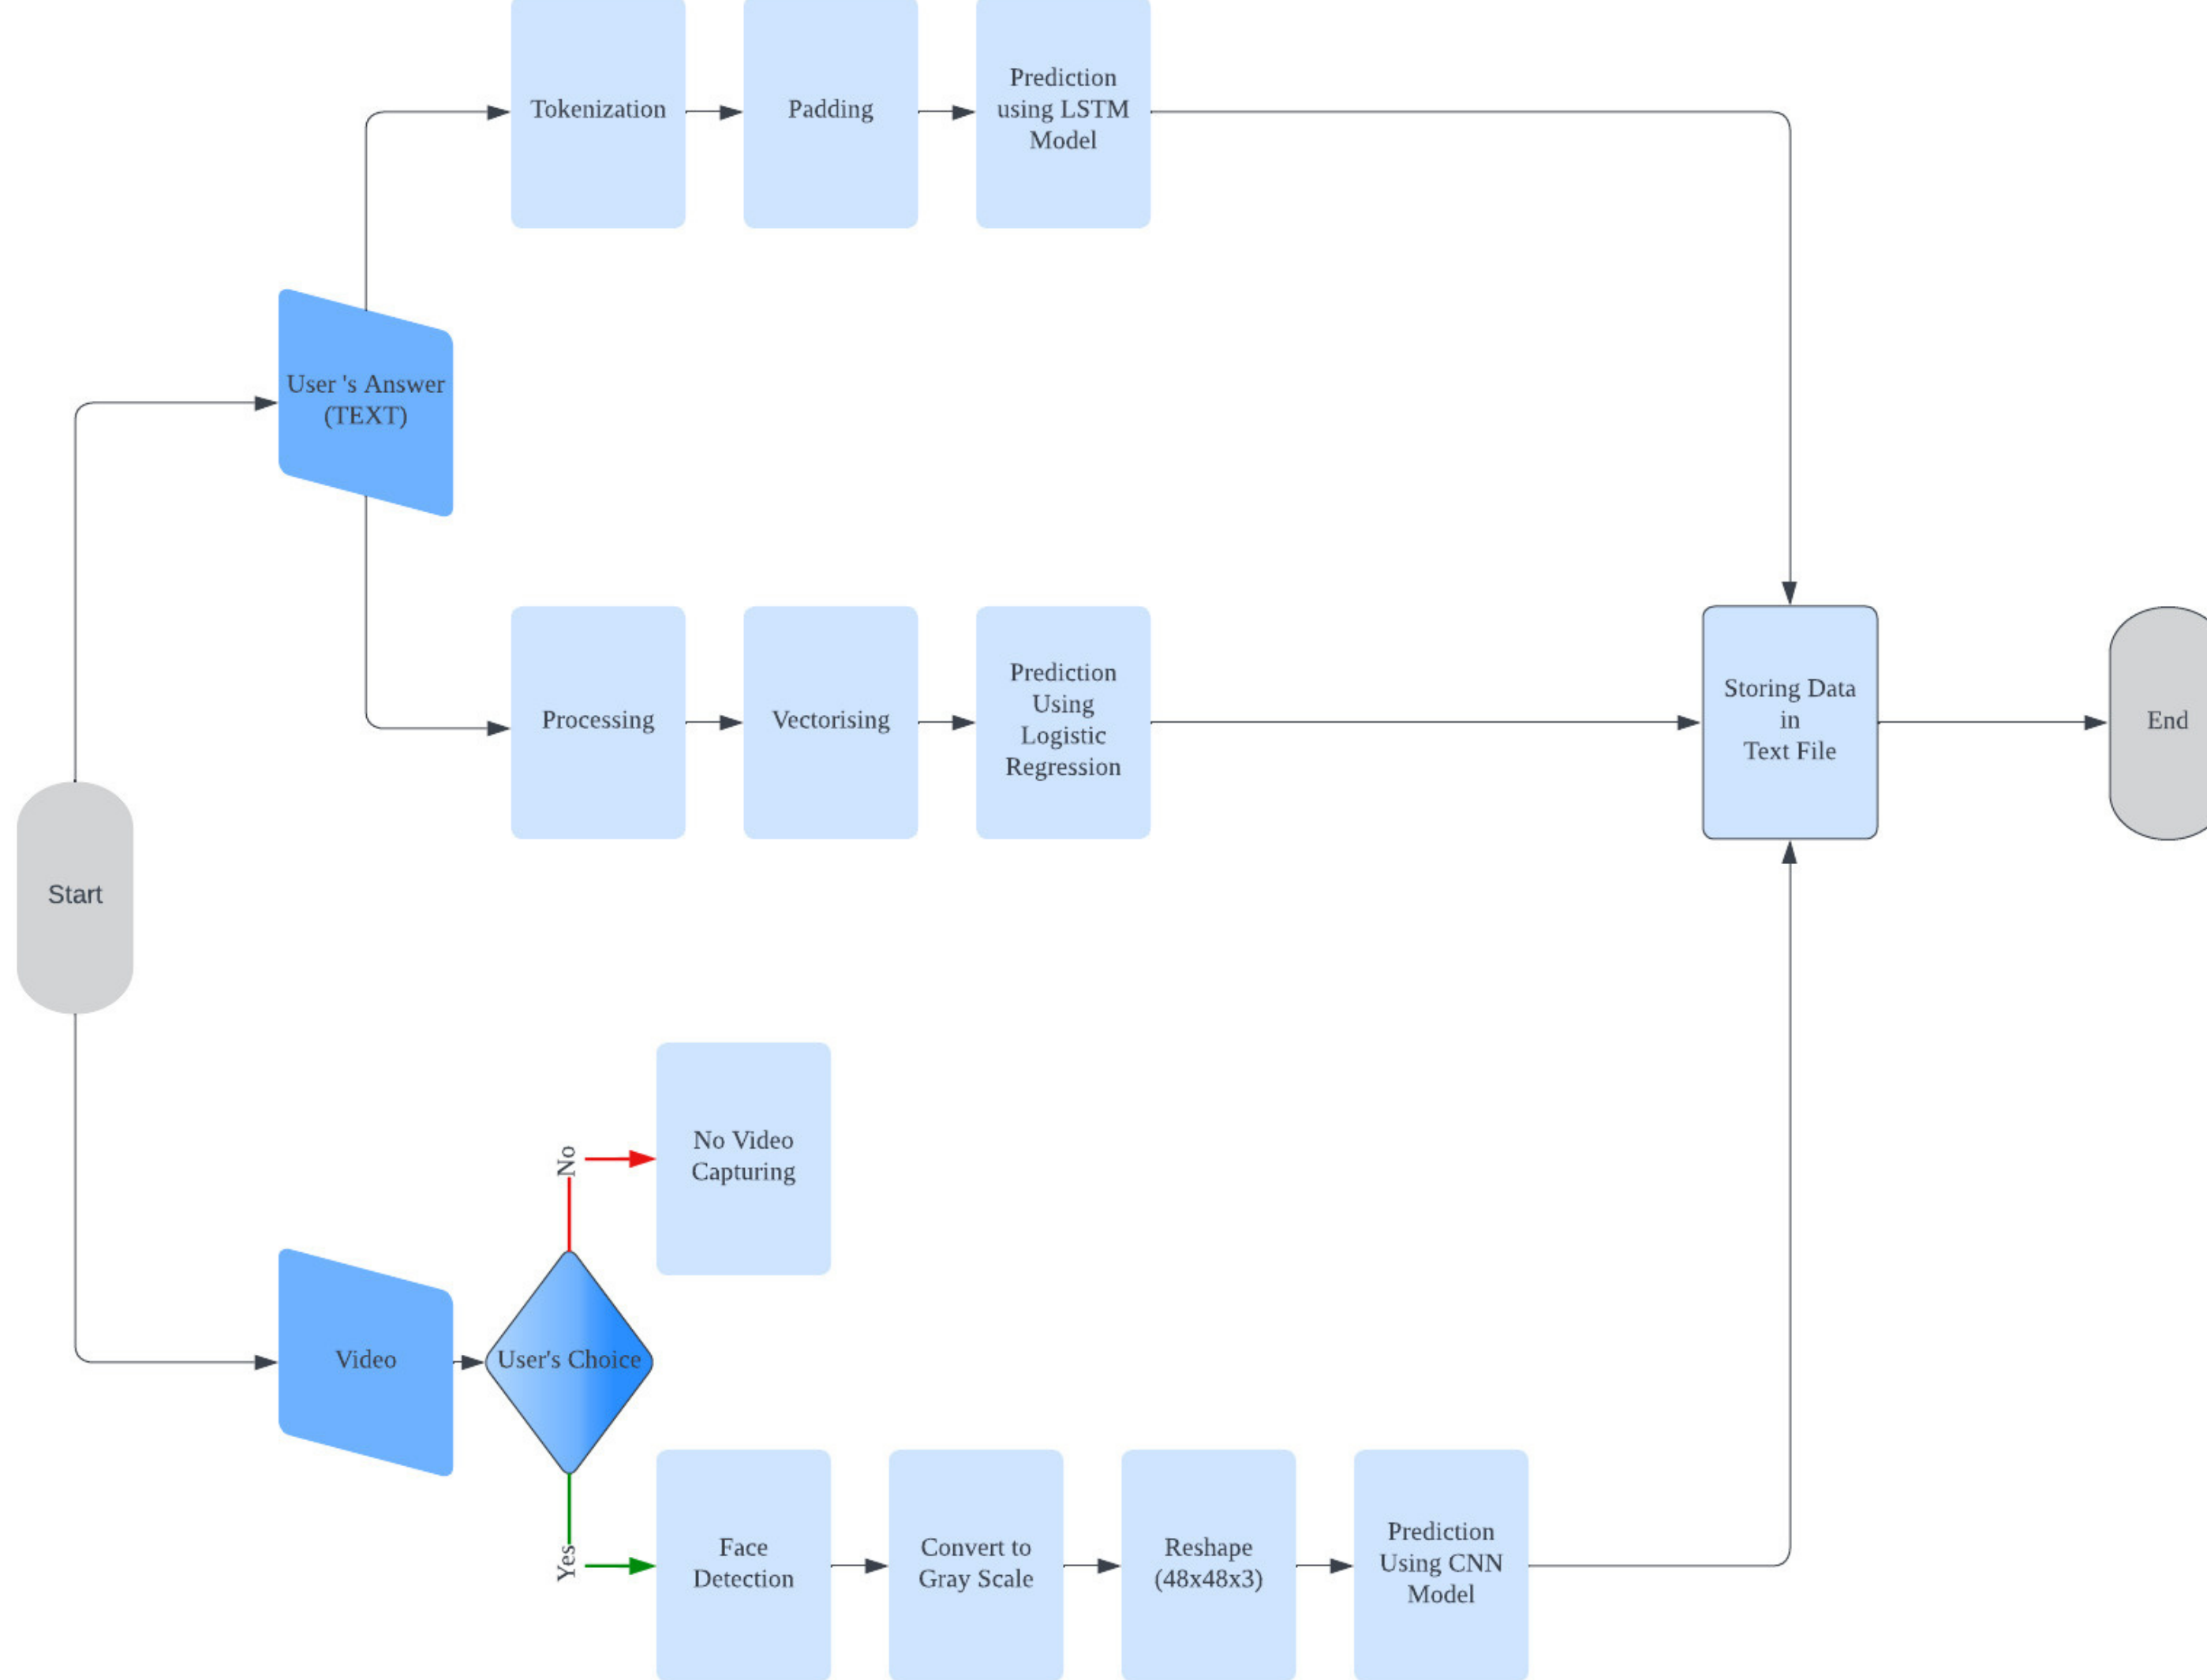 Tokenization
Padding
Prediction
using LSTM
Model
User 's Answer
(TEXT)
Processing
Vectorising
Prediction
Using
Logistic
Regression
Storing Data
in
Text File
End
Start
No Video
Capturing
No
Video
User's Choice
Yes
Face
Detection
Convert to
Gray Scale
Reshape
(48x48x3)
Prediction
Using CNN
Model